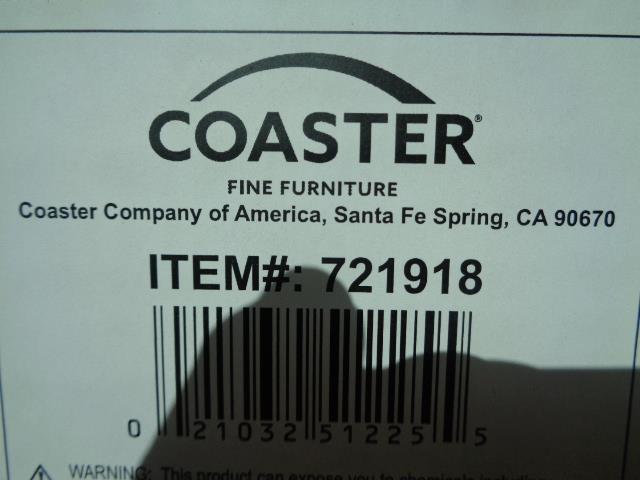 COASTER®
FINE FURNITURE
Coaster Company of America, Santa Fe Spring, CA 90670
ITEM#: 721918
0 21032 51225 5
WARNING: This product can expose you to chemicals including